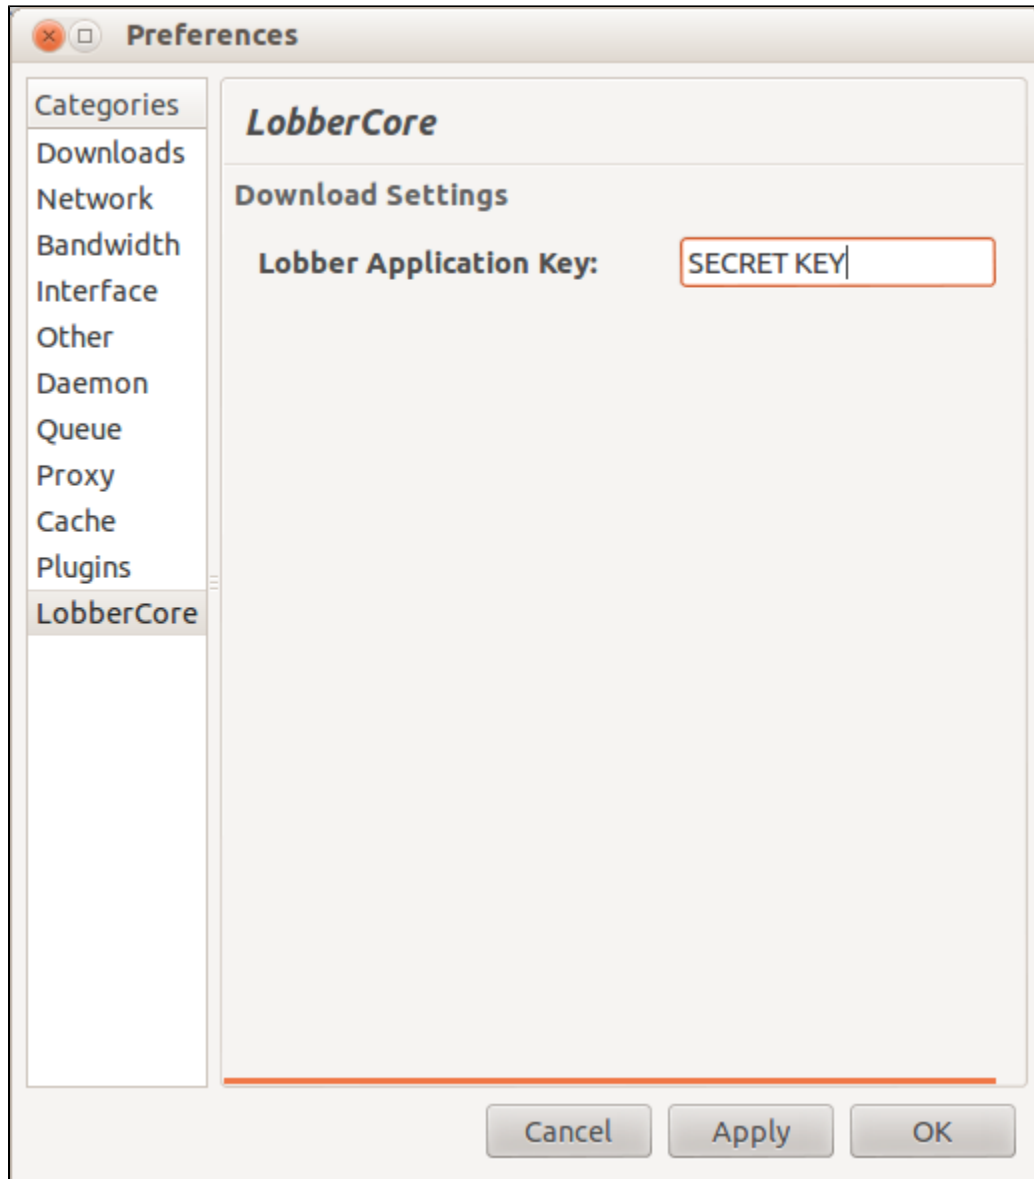 Preferences
Categories
Downloads
Network
Bandwidth
Interface
Other
Daemon
Queue
Proxy
Cache
Plugins
LobberCore
LobberCore
Download Settings
Lobber Application Key: SECRET KEY
Cancel Apply OK